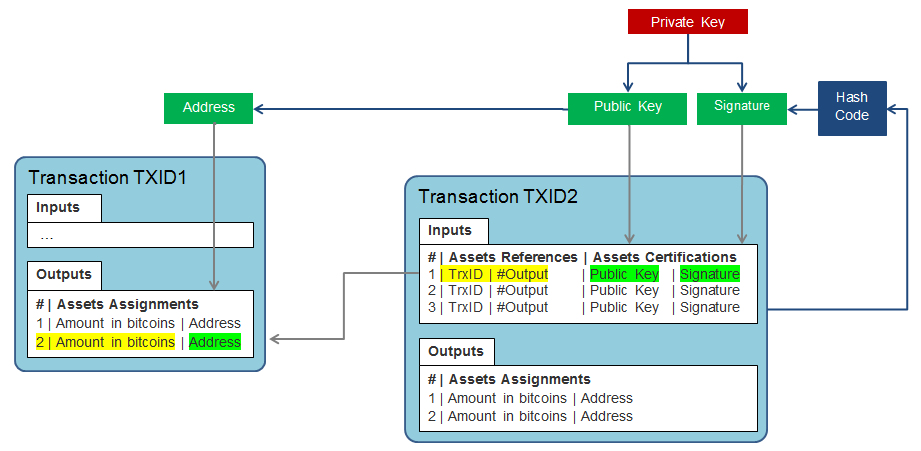 Private Key
Address
Public Key
Signature
Hash
Code
Transaction TXID1
Inputs
...
Outputs
# | Assets Assignments
1 | Amount in bitcoins | Address
2 | Amount in bitcoins | Address
Transaction TXID2
Inputs
# | Assets References | Assets Certifications
1 | TrxID | #Output | Public Key | Signature
2 | TrxID | #Output | Public Key | Signature
3 | TrxID | #Output | Public Key | Signature
Outputs
# | Assets Assignments
1 | Amount in bitcoins | Address
2 | Amount in bitcoins | Address